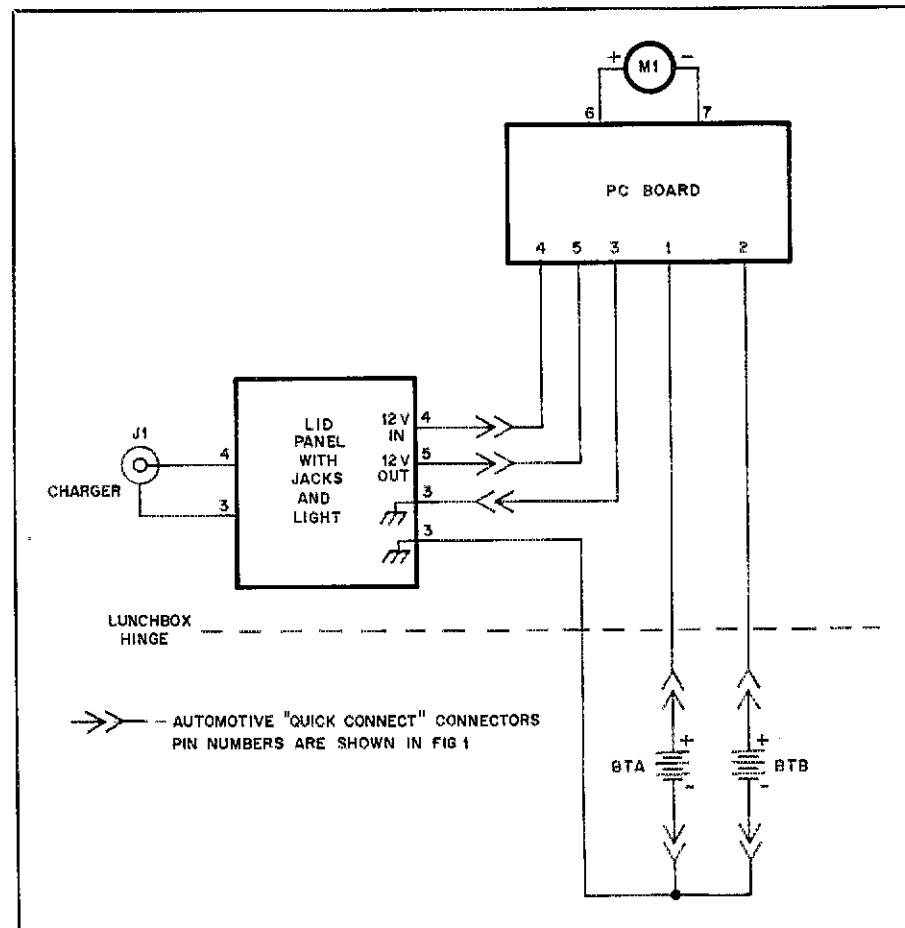 + M1 -
6 7
PC BOARD
4 5 3 1 2
J1
CHARGER
4
3
LID
PANEL
WITH
JACKS
AND
LIGHT
12 V
IN
4
12 V
OUT
5
3
3
LUNCHBOX
HINGE
— AUTOMOTIVE "QUICK CONNECT" CONNECTORS
PIN NUMBERS ARE SHOWN IN FIG 1
BTA + -
+ - BTB